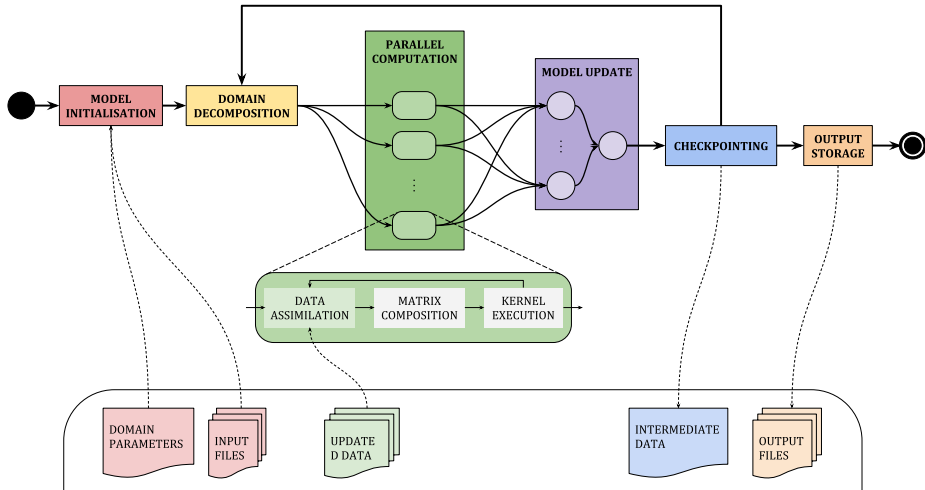 PARALLEL
COMPUTATION
MODEL UPDATE
MODEL
INITIALISATION
DOMAIN
DECOMPOSITION
CHECKPOINTING
OUTPUT
STORAGE
DATA
ASSIMILATION
MATRIX
COMPOSITION
KERNEL
EXECUTION
DOMAIN
PARAMETERS
INPUT
FILES
UPDATE
D DATA
INTERMEDIATE
DATA
OUTPUT
FILES